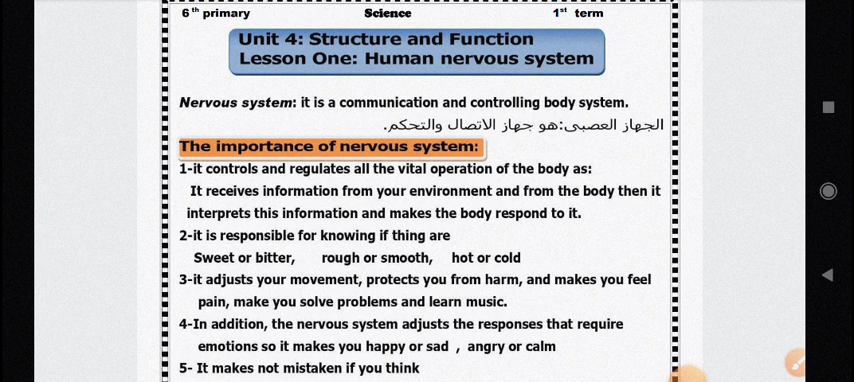 6th primary Science 1st term
Unit 4: Structure and Function
Lesson One: Human nervous system
Nervous system: it is a communication and controlling body system.
الجهاز العصبى:هو جهاز الاتصال والتحكم.
The importance of nervous system:
1-it controls and regulates all the vital operation of the body as:
It receives information from your environment and from the body then it
interprets this information and makes the body respond to it.
2-it is responsible for knowing if thing are
Sweet or bitter, rough or smooth, hot or cold
3-it adjusts your movement, protects you from harm, and makes you feel
pain, make you solve problems and learn music.
4-In addition, the nervous system adjusts the responses that require
emotions so it makes you happy or sad , angry or calm
5- It makes not mistaken if you think